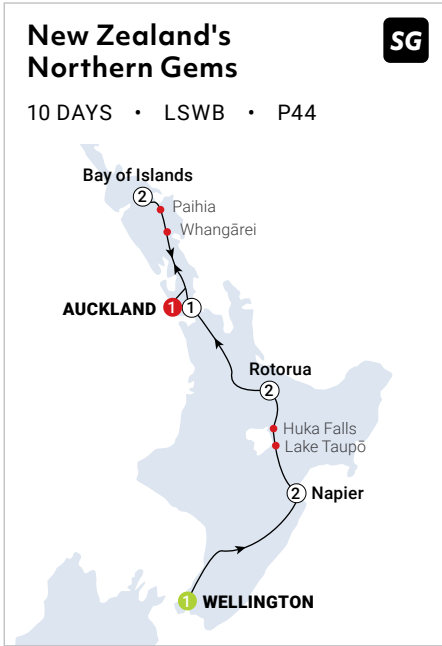 New Zealand's
Northern Gems
SG
10 DAYS • LSWB • P44
Bay of Islands
2
Paihia
Whangārei
AUCKLAND 1 1
Rotorua
2
Huka Falls
Lake Taupō
2 Napier
1 WELLINGTON